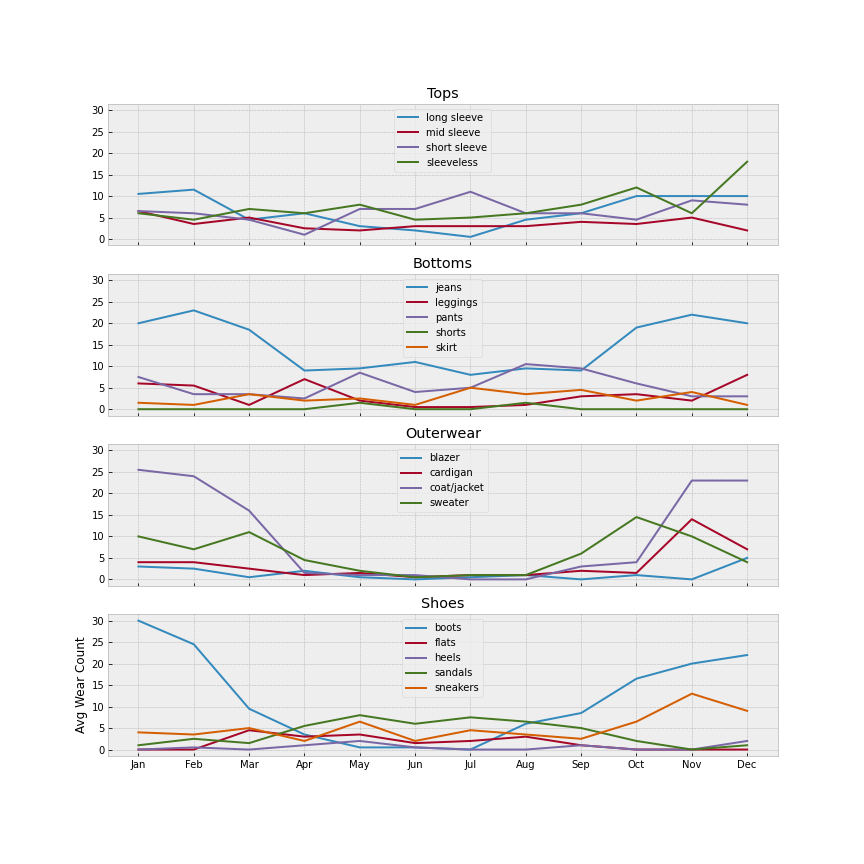 Tops
30
25
20
15
10
5
0
long sleeve
mid sleeve
short sleeve
sleeveless
Bottoms
30
25
20
15
10
5
0
jeans
leggings
pants
shorts
skirt
Outerwear
30
25
20
15
10
5
0
blazer
cardigan
coat/jacket
sweater
Shoes
Avg Wear Count
30
25
20
15
10
5
0
boots
flats
heels
sandals
sneakers
Jan Feb Mar Apr May Jun Jul Aug Sep Oct Nov Dec